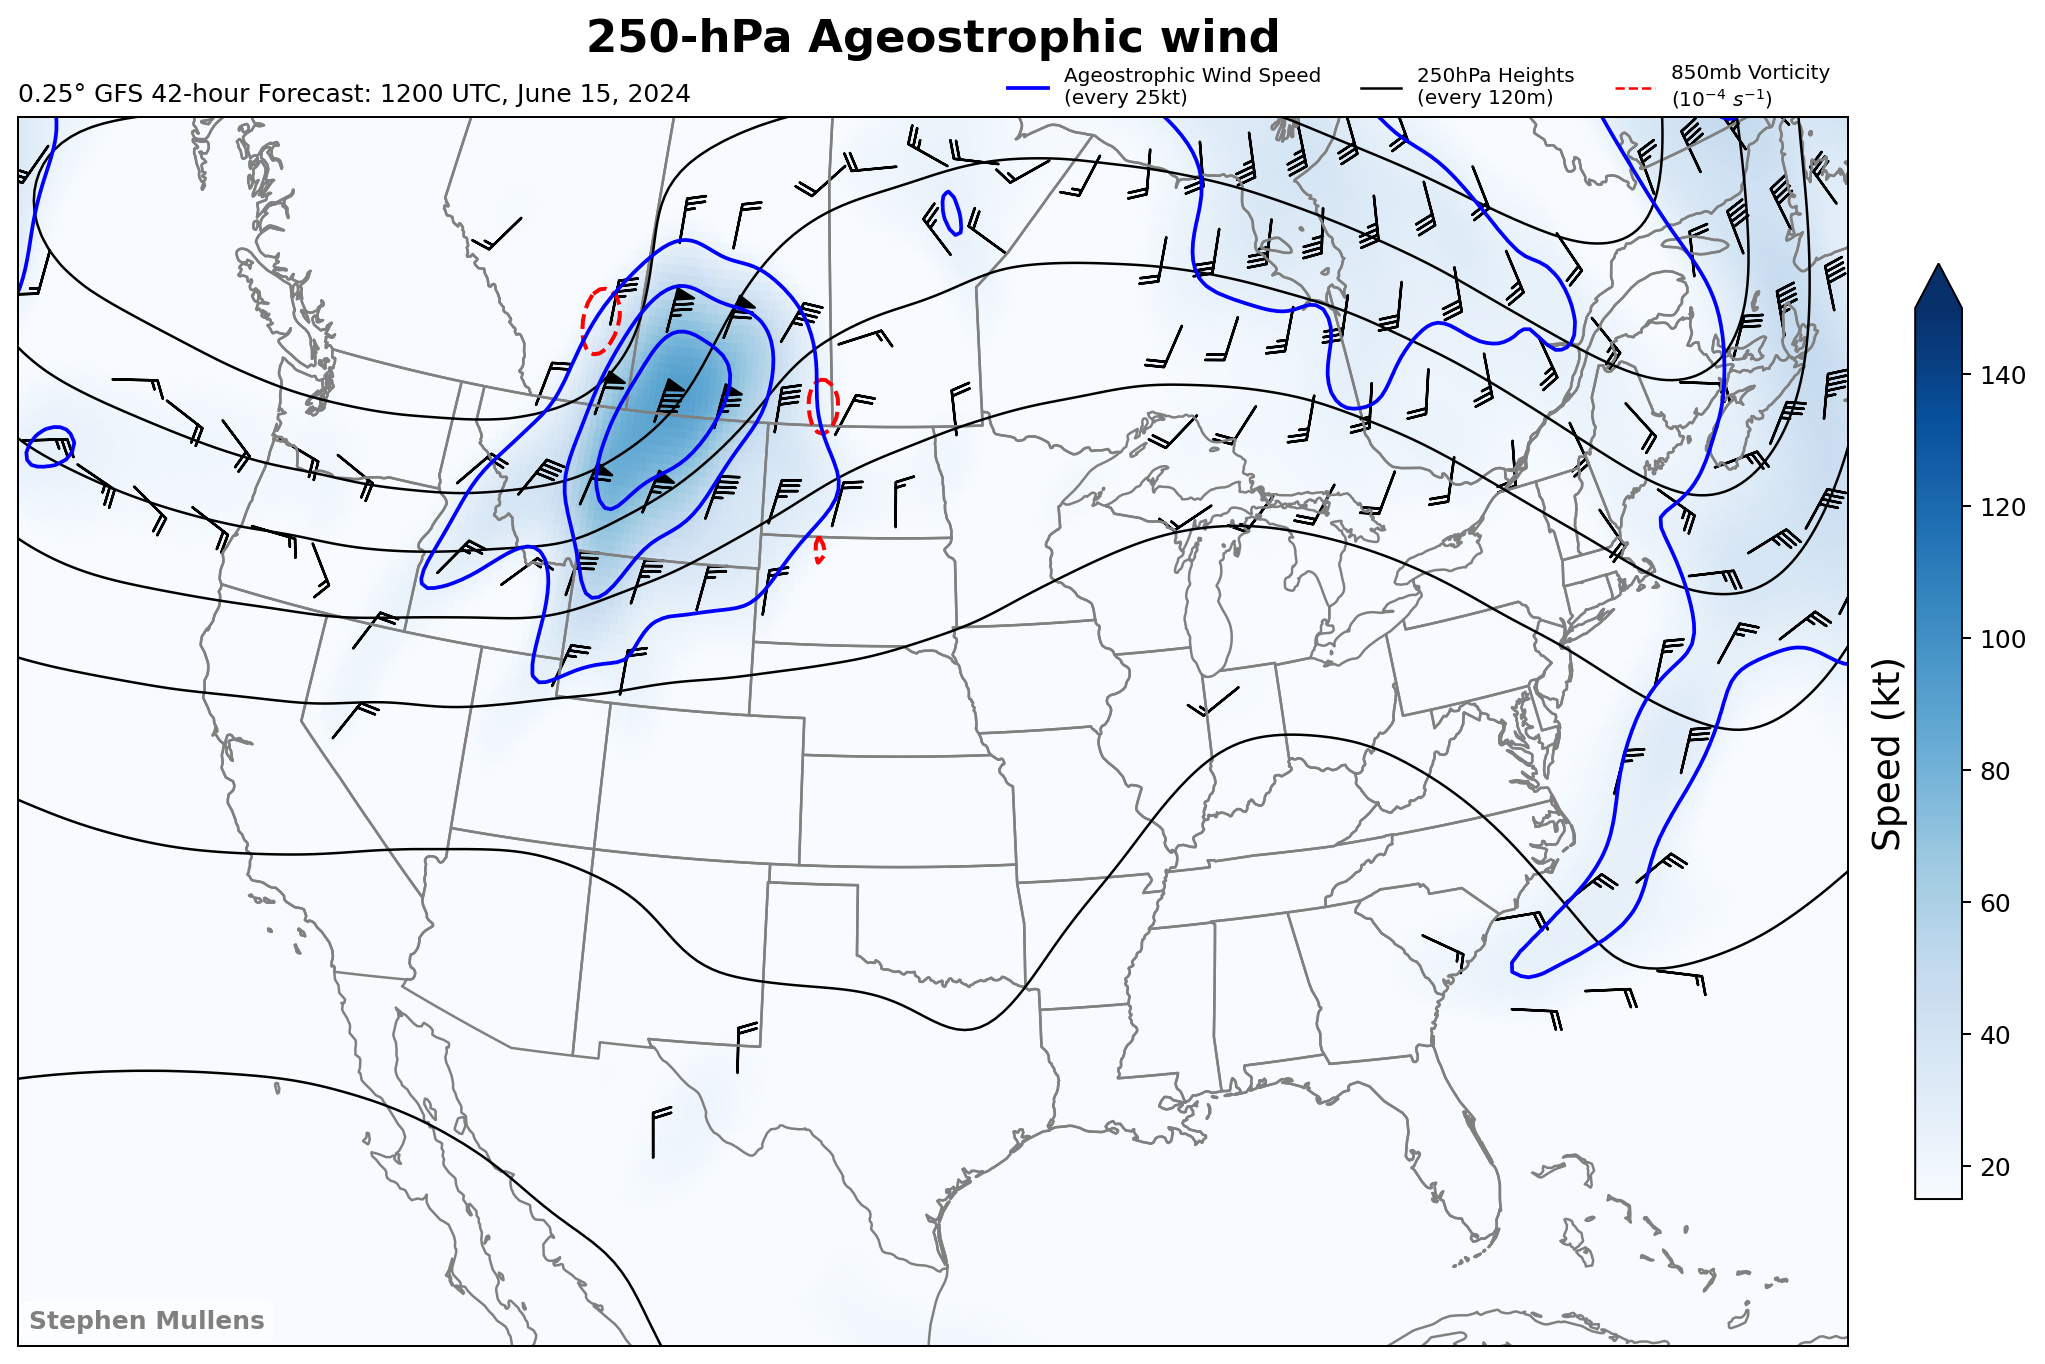 250-hPa Ageostrophic wind
0.25° GFS 42-hour Forecast: 1200 UTC, June 15, 2024
Ageostrophic Wind Speed
(every 25kt)
250hPa Heights
(every 120m)
850mb Vorticity
(10⁻⁴ s⁻¹)
140
120
100
80
60
40
20
Speed (kt)
Stephen Mullens